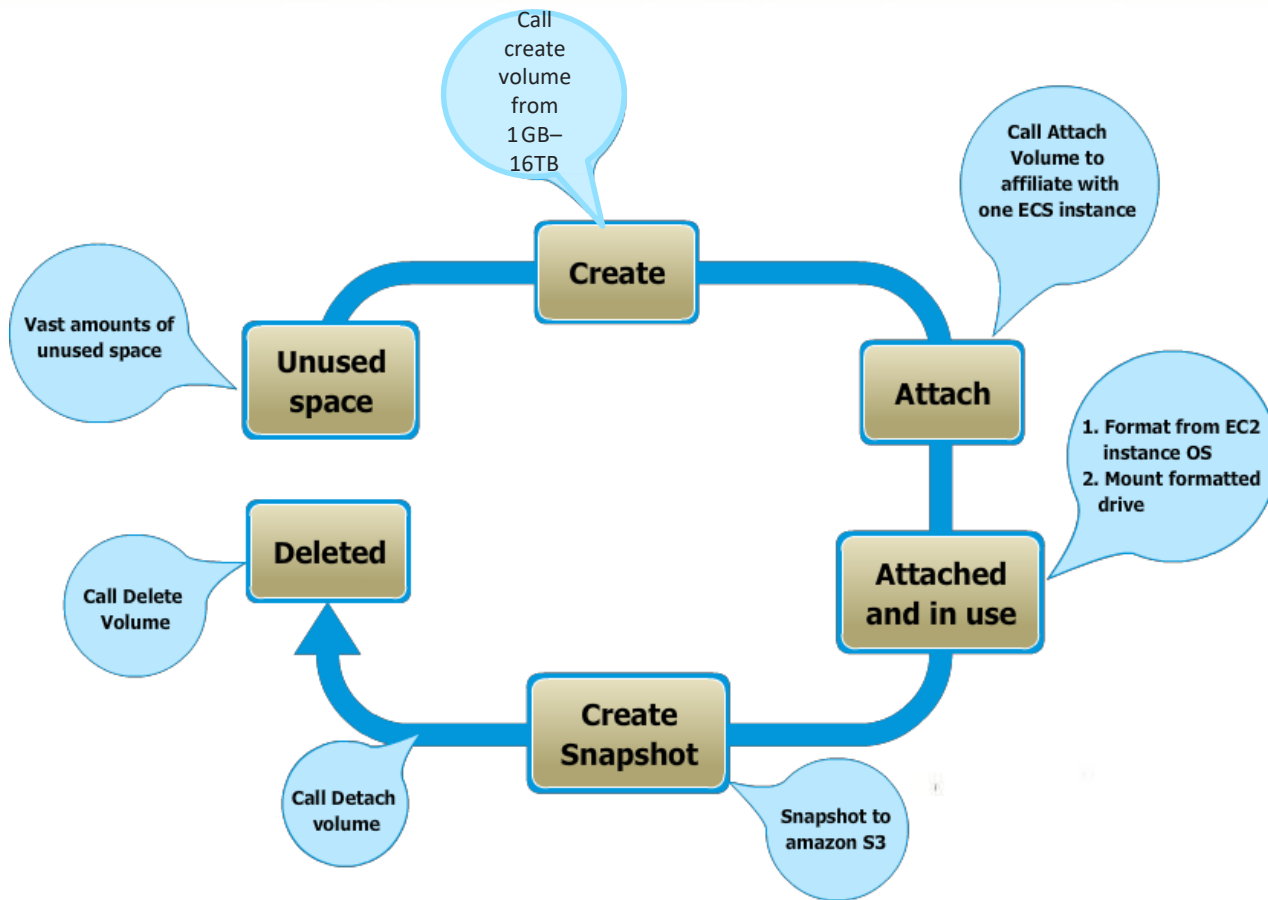 Call
create
volume
from
1GB–
16TB
Call Attach
Volume to
affiliate with
one ECS instance
Create
Vast amounts of
unused space
Unused
space
Attach
1. Format from EC2
instance OS
2. Mount formatted
drive
Attached
and in use
Deleted
Call Delete
Volume
Create
Snapshot
Call Detach
volume
Snapshot to
amazon S3